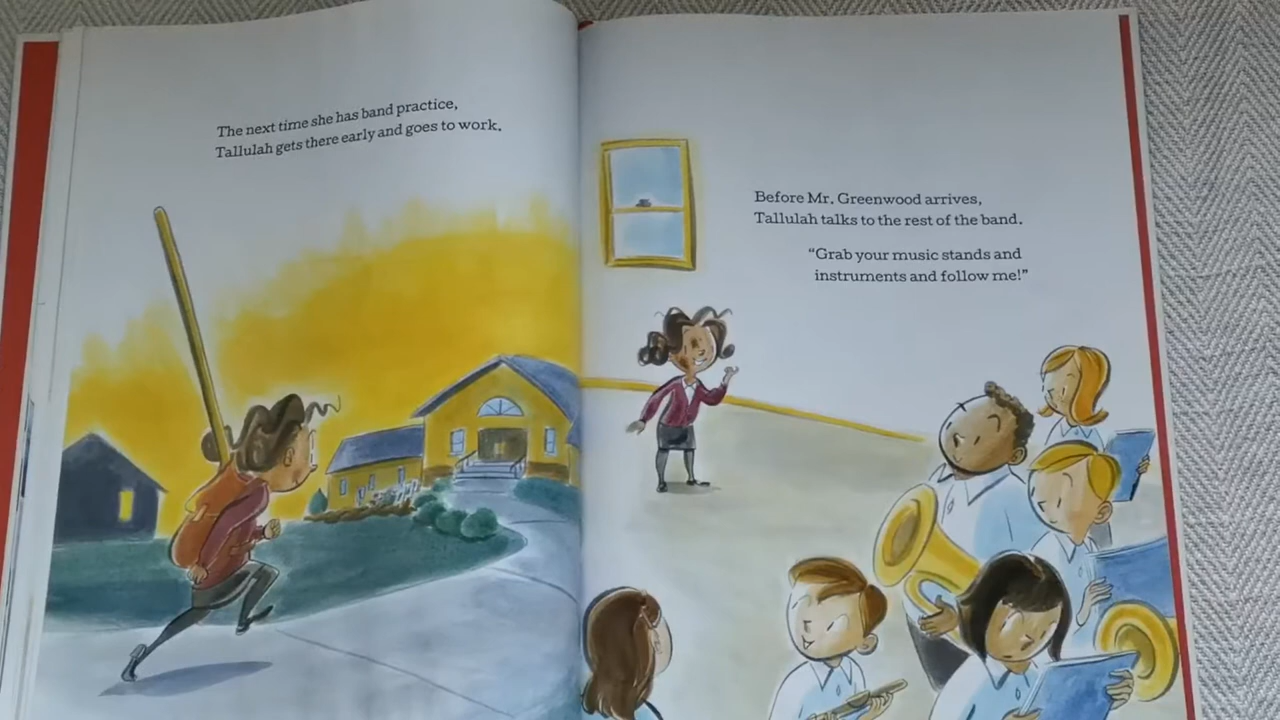 The next time she has band practice,
Tallulah gets there early and goes to work.
Before Mr. Greenwood arrives,
Tallulah talks to the rest of the band.
“Grab your music stands and
instruments and follow me!”